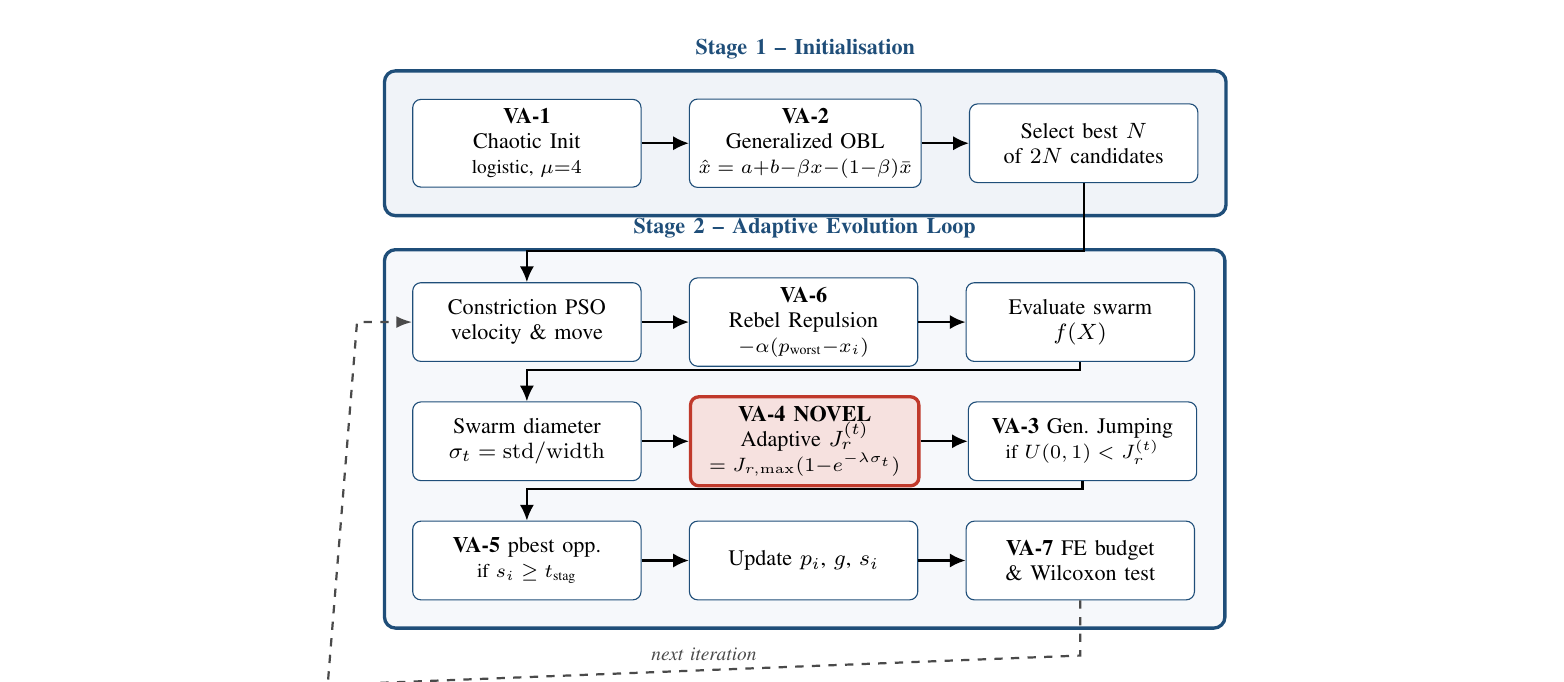 Stage 1 – Initialisation
VA-1
Chaotic Init
logistic, μ=4
VA-2
Generalized OBL
x̂ = a+b−βx−(1−β)x̄
Select best N
of 2N candidates
Stage 2 – Adaptive Evolution Loop
Constriction PSO
velocity & move
VA-6
Rebel Repulsion
−α(p_worst−x_i)
Evaluate swarm
f(X)
Swarm diameter
σ_t = std/width
VA-4 NOVEL
Adaptive J_r^(t)
= J_{r,max}(1−e^{−λσ_t})
VA-3 Gen. Jumping
if U(0, 1) < J_r^(t)
VA-5 pbest opp.
if s_i ≥ t_stag
Update p_i, g, s_i
VA-7 FE budget
& Wilcoxon test
next iteration